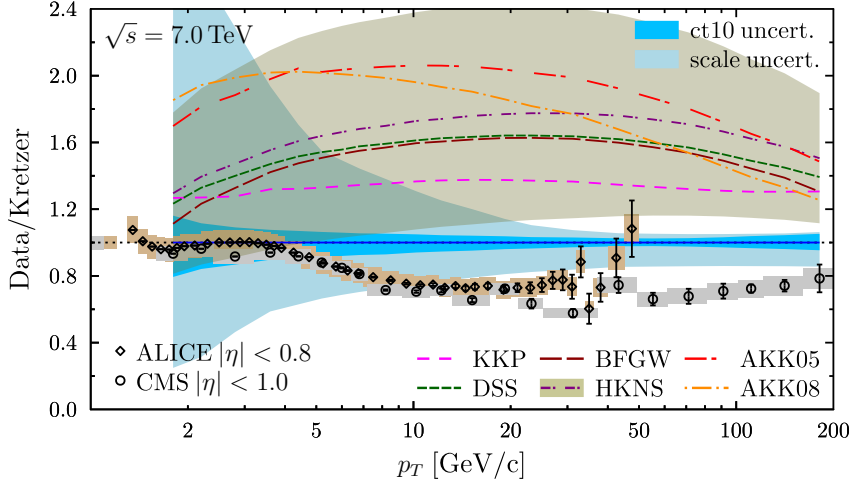 2.4
√s = 7.0 TeV
ct10 uncert.
scale uncert.
2.0
1.6
1.2
0.8
0.4
0.0
Data/Kretzer
ALICE |η| < 0.8
CMS |η| < 1.0
KKP
BFGW
AKK05
DSS
HKNS
AKK08
2 5 10 20 50 100 200
p_T [GeV/c]